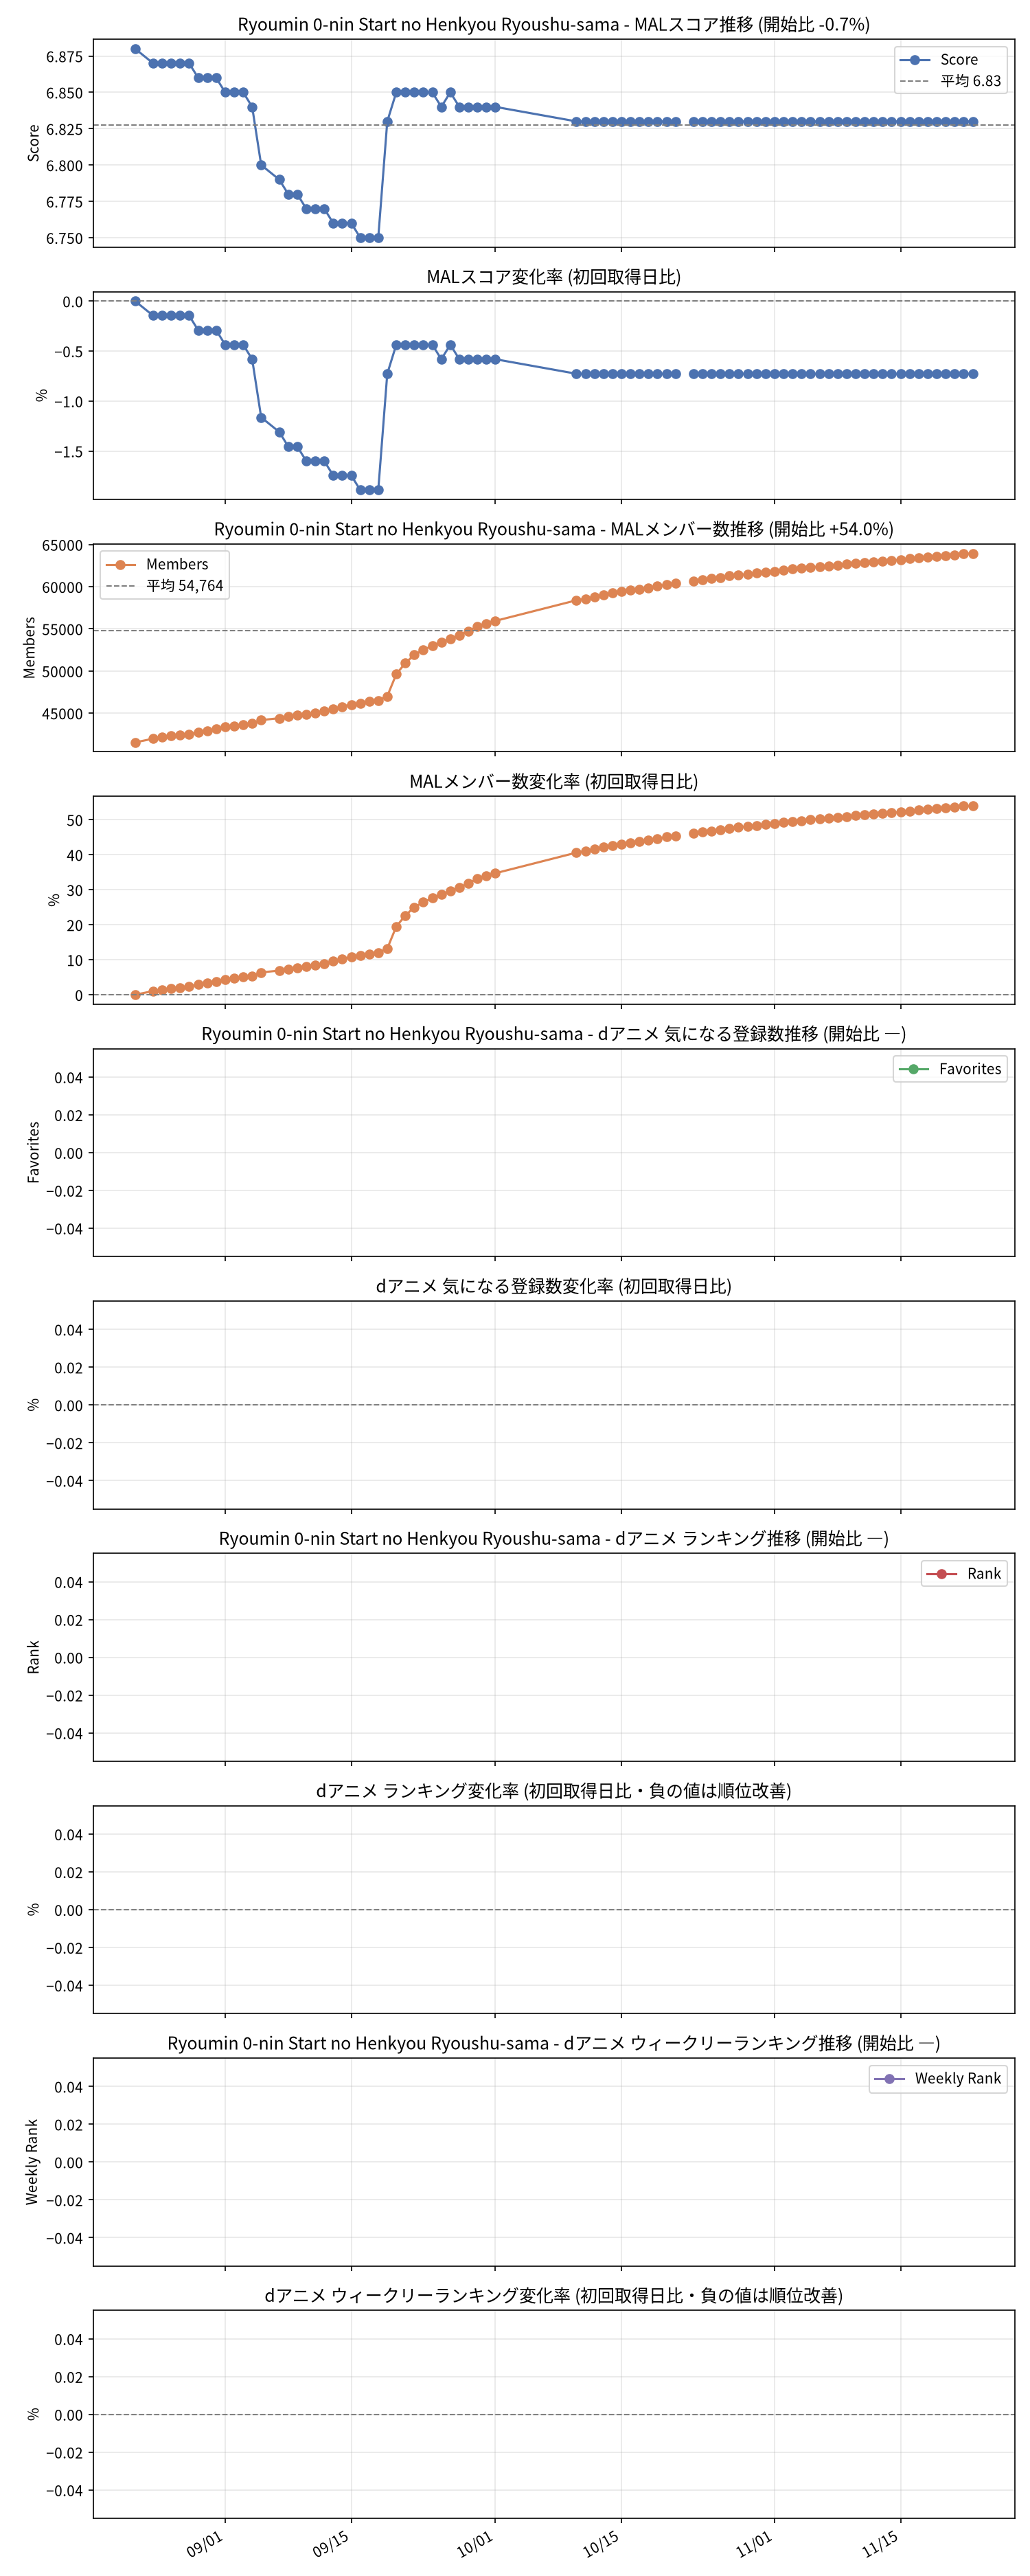 Ryoumin 0-nin Start no Henkyou Ryoushu-sama - MALスコア推移 (開始比 -0.7%)
6.875
6.850
6.825
6.800
6.775
6.750
Score
Score
平均 6.83
MALスコア変化率 (初回取得日比)
0.0
−0.5
−1.0
−1.5
%
Ryoumin 0-nin Start no Henkyou Ryoushu-sama - MALメンバー数推移 (開始比 +54.0%)
65000
60000
55000
50000
45000
Members
Members
平均 54,764
MALメンバー数変化率 (初回取得日比)
50
40
30
20
10
0
%
Ryoumin 0-nin Start no Henkyou Ryoushu-sama - dアニメ 気になる登録数推移 (開始比 —)
0.04
0.02
0.00
−0.02
−0.04
Favorites
Favorites
dアニメ 気になる登録数変化率 (初回取得日比)
0.04
0.02
0.00
−0.02
−0.04
%
Ryoumin 0-nin Start no Henkyou Ryoushu-sama - dアニメ ランキング推移 (開始比 —)
0.04
0.02
0.00
−0.02
−0.04
Rank
Rank
dアニメ ランキング変化率 (初回取得日比・負の値は順位改善)
0.04
0.02
0.00
−0.02
−0.04
%
Ryoumin 0-nin Start no Henkyou Ryoushu-sama - dアニメ ウィークリーランキング推移 (開始比 —)
0.04
0.02
0.00
−0.02
−0.04
Weekly Rank
Weekly Rank
dアニメ ウィークリーランキング変化率 (初回取得日比・負の値は順位改善)
0.04
0.02
0.00
−0.02
−0.04
%
09/01
09/15
10/01
10/15
11/01
11/15